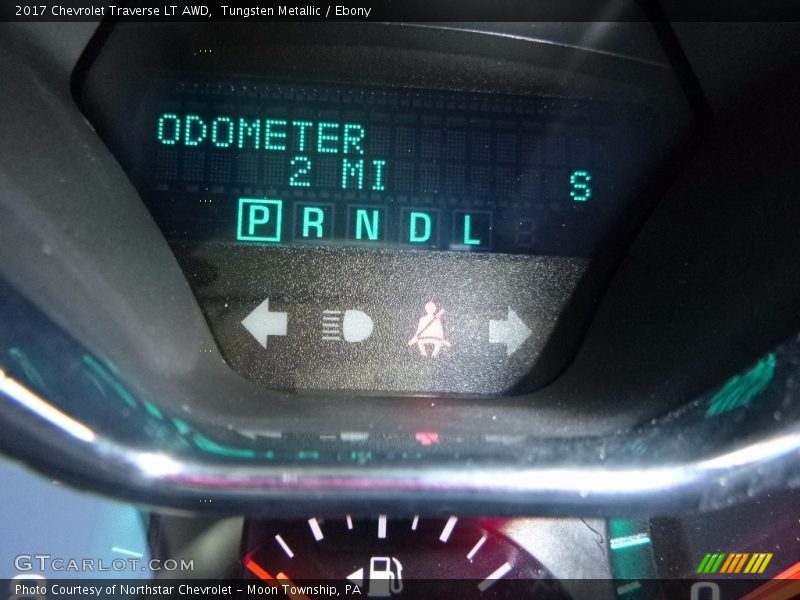 2017 Chevrolet Traverse LT AWD, Tungsten Metallic / Ebony
ODOMETER
2 MI
S
P R N D L
GTCARLOT.COM
0
Photo Courtesy of Northstar Chevrolet - Moon Township, PA